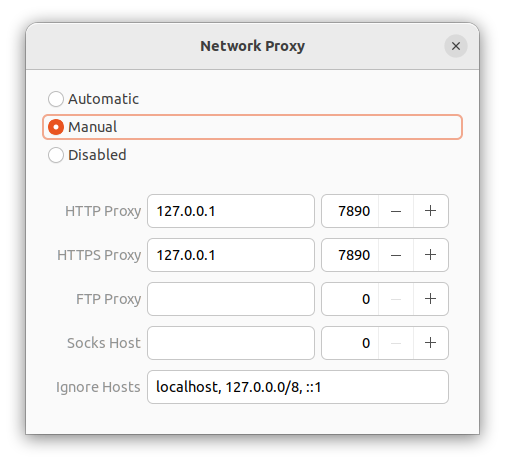 Network Proxy
Automatic
Manual
Disabled
HTTP Proxy 127.0.0.1 7890 − +
HTTPS Proxy 127.0.0.1 7890 − +
FTP Proxy 0 − +
Socks Host 0 − +
Ignore Hosts localhost, 127.0.0.0/8, ::1